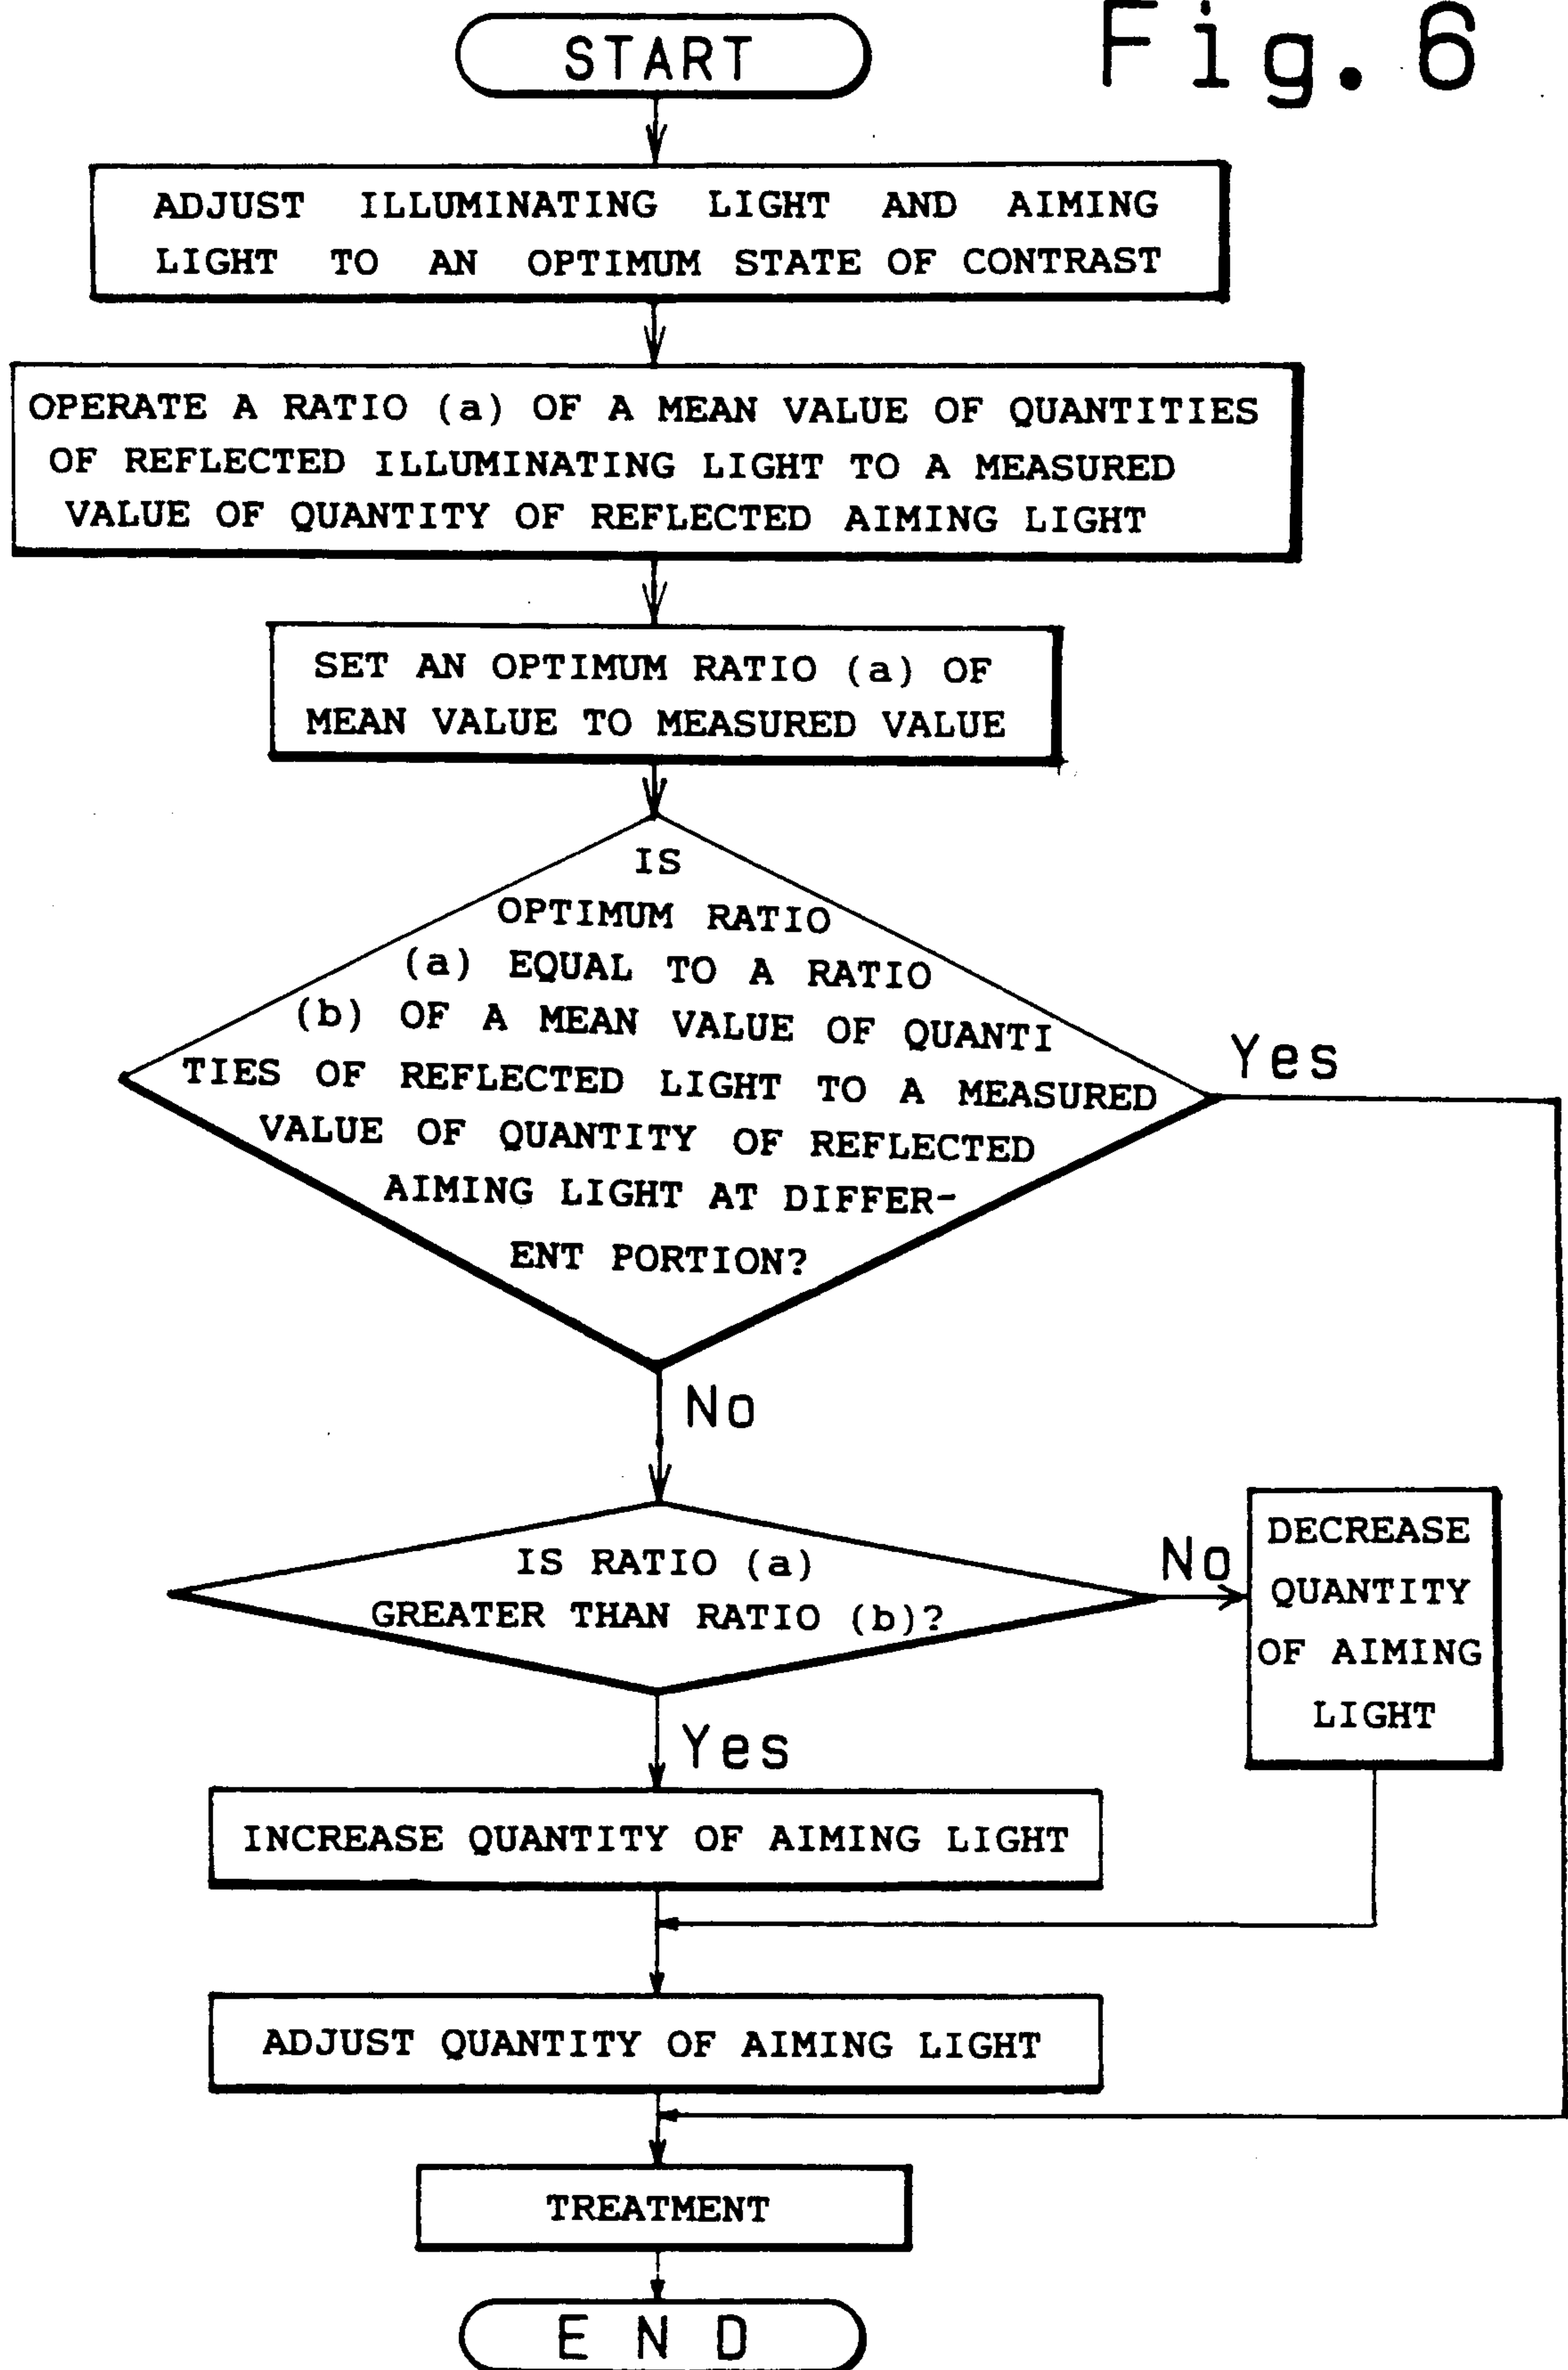 Fig. 6
START
ADJUST ILLUMINATING LIGHT AND AIMING
LIGHT TO AN OPTIMUM STATE OF CONTRAST
OPERATE A RATIO (a) OF A MEAN VALUE OF QUANTITIES
OF REFLECTED ILLUMINATING LIGHT TO A MEASURED
VALUE OF QUANTITY OF REFLECTED AIMING LIGHT
SET AN OPTIMUM RATIO (a) OF
MEAN VALUE TO MEASURED VALUE
IS
OPTIMUM RATIO
(a) EQUAL TO A RATIO
(b) OF A MEAN VALUE OF QUANTI
TIES OF REFLECTED LIGHT TO A MEASURED
VALUE OF QUANTITY OF REFLECTED
AIMING LIGHT AT DIFFER-
ENT PORTION?
Yes
No
IS RATIO (a)
GREATER THAN RATIO (b)?
No
DECREASE
QUANTITY
OF AIMING
LIGHT
Yes
INCREASE QUANTITY OF AIMING LIGHT
ADJUST QUANTITY OF AIMING LIGHT
TREATMENT
END